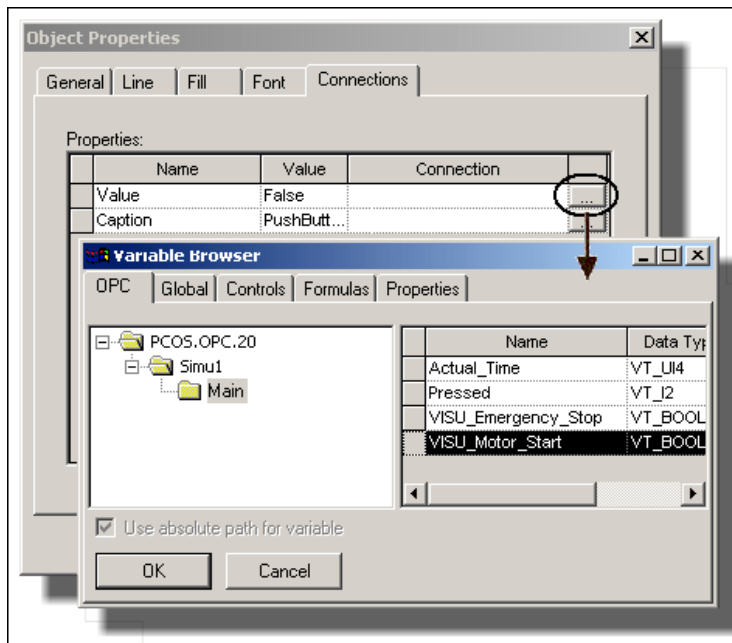 Object Properties
General Line Fill Font Connections
Properties:
Name Value Connection
Value False ...
Caption PushButt... ...
Variable Browser
OPC Global Controls Formulas Properties
PCOS.OPC.20
Simu1
Main
Name Data Typ
Actual_Time VT_UI4
Pressed VT_I2
VISU_Emergency_Stop VT_BOOL
VISU_Motor_Start VT_BOOL
Use absolute path for variable
OK Cancel